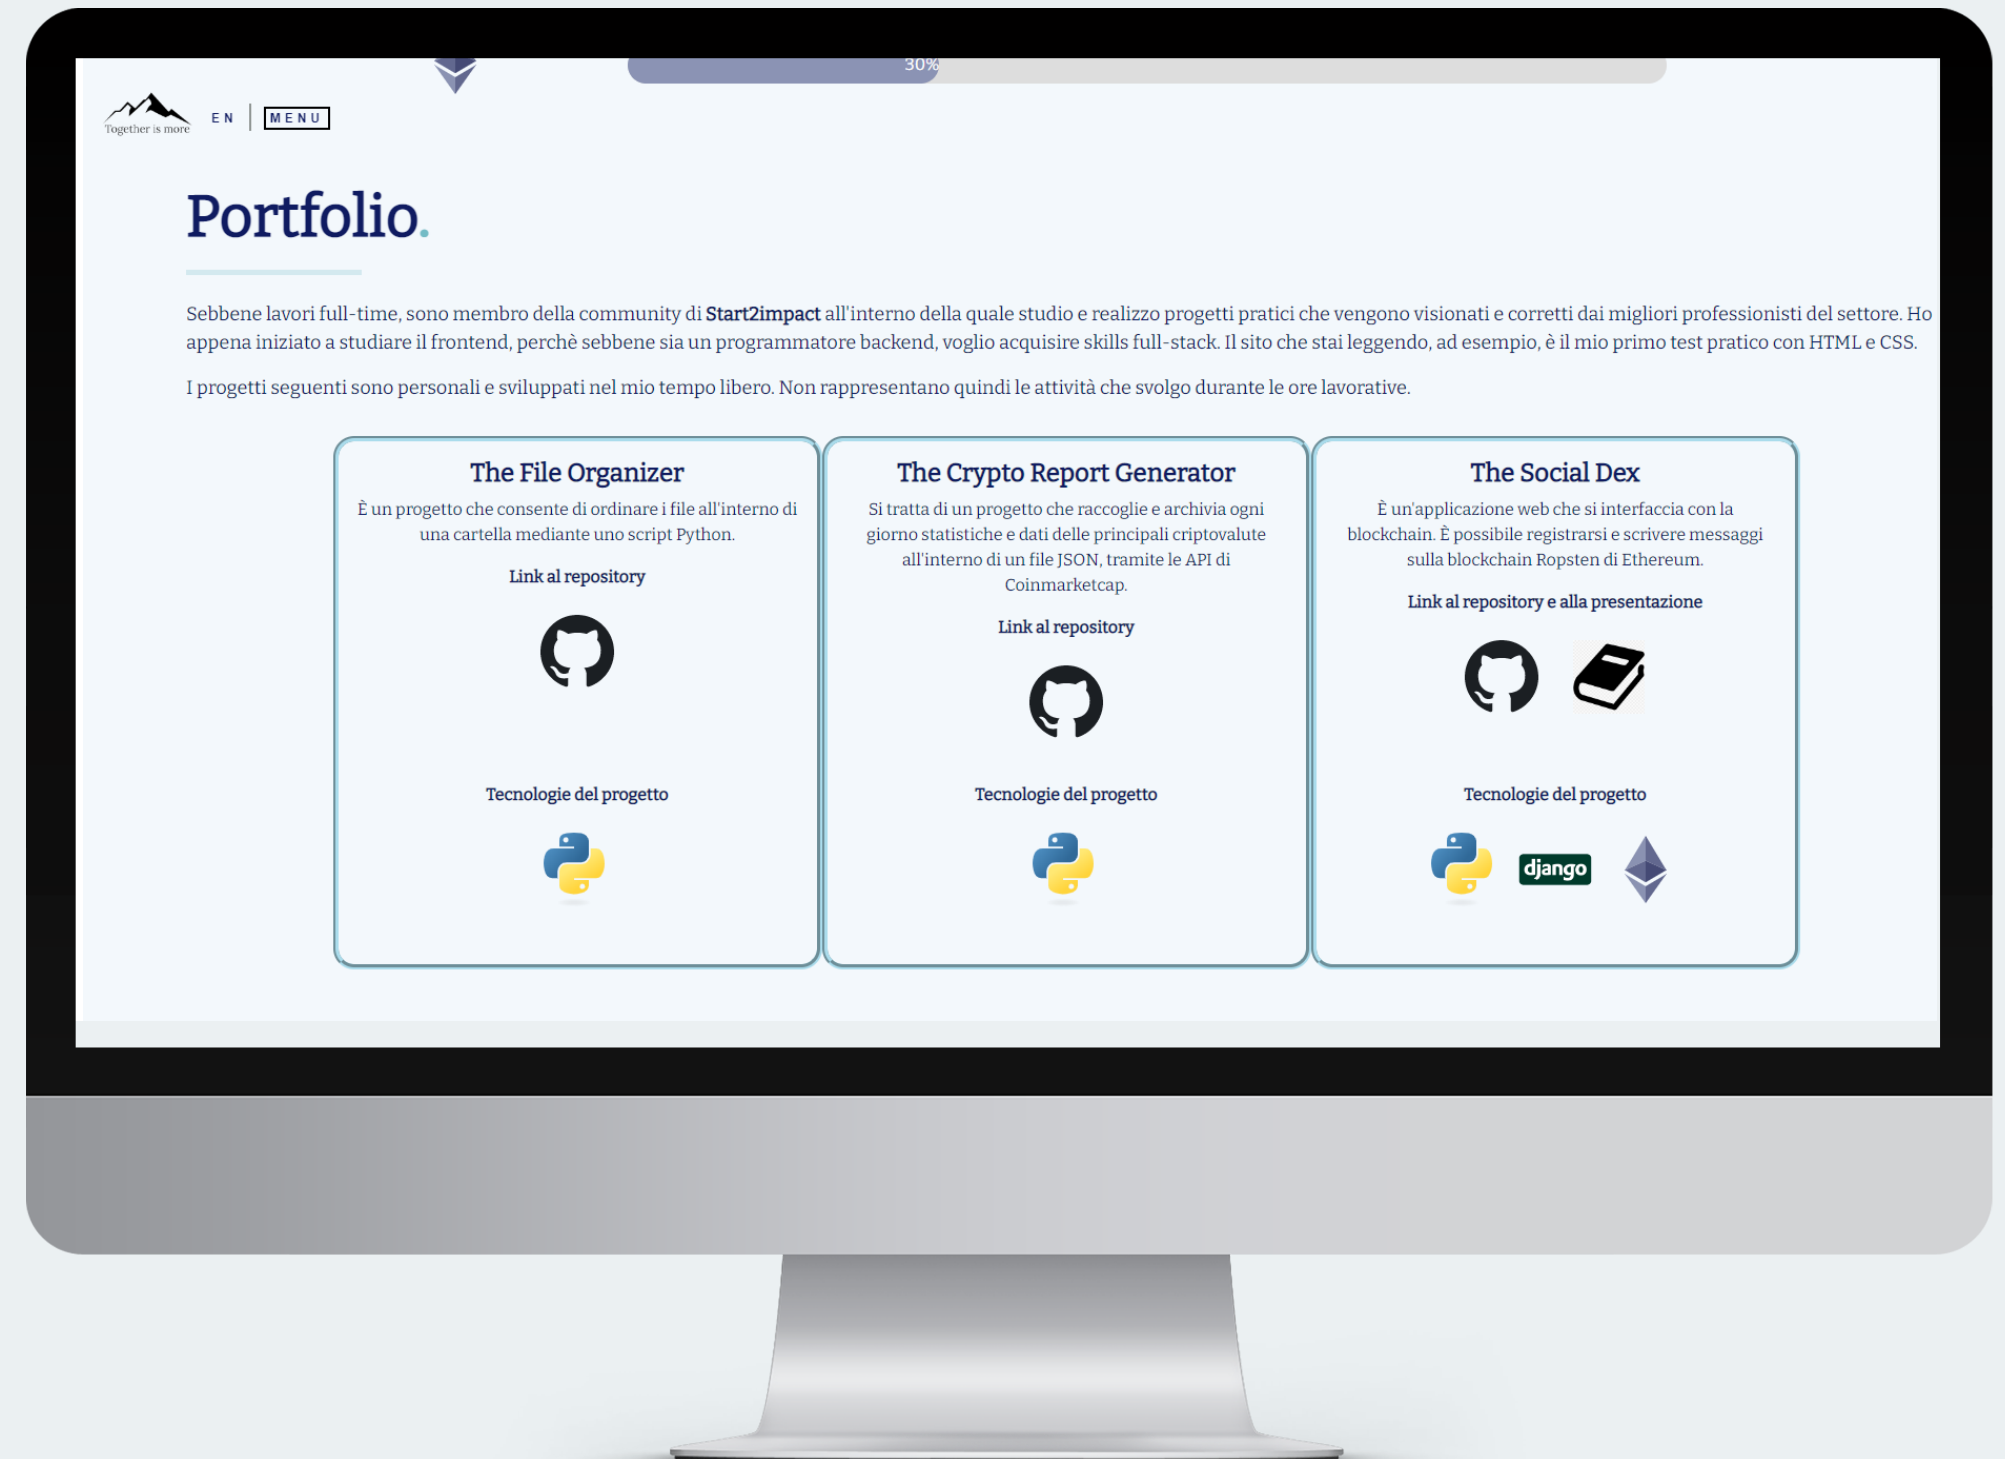 30%
Together is more
EN
MENU
Portfolio.
Sebbene lavori full-time, sono membro della community di Start2impact all'interno della quale studio e realizzo progetti pratici che vengono visionati e corretti dai migliori professionisti del settore. Ho
appena iniziato a studiare il frontend, perchè sebbene sia un programmatore backend, voglio acquisire skills full-stack. Il sito che stai leggendo, ad esempio, è il mio primo test pratico con HTML e CSS.
I progetti seguenti sono personali e sviluppati nel mio tempo libero. Non rappresentano quindi le attività che svolgo durante le ore lavorative.
The File Organizer
È un progetto che consente di ordinare i file all'interno di
una cartella mediante uno script Python.
Link al repository
Tecnologie del progetto
The Crypto Report Generator
Si tratta di un progetto che raccoglie e archivia ogni
giorno statistiche e dati delle principali criptovalute
all'interno di un file JSON, tramite le API di
Coinmarketcap.
Link al repository
Tecnologie del progetto
The Social Dex
È un'applicazione web che si interfaccia con la
blockchain. È possibile registrarsi e scrivere messaggi
sulla blockchain Ropsten di Ethereum.
Link al repository e alla presentazione
Tecnologie del progetto
django